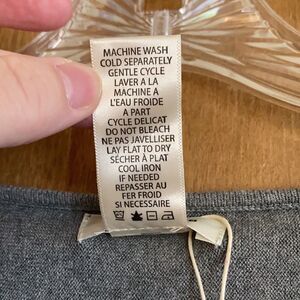 MACHINE WASH
COLD SEPARATELY
GENTLE CYCLE
LAVER A LA
MACHINE A
L'EAU FROIDE
A PART
CYCLE DELICAT
DO NOT BLEACH
NE PAS JAVELLISER
LAY FLAT TO DRY
SÉCHER À PLAT
COOL IRON
IF NEEDED
REPASSER AU
FER FROID
SI NECESSAIRE